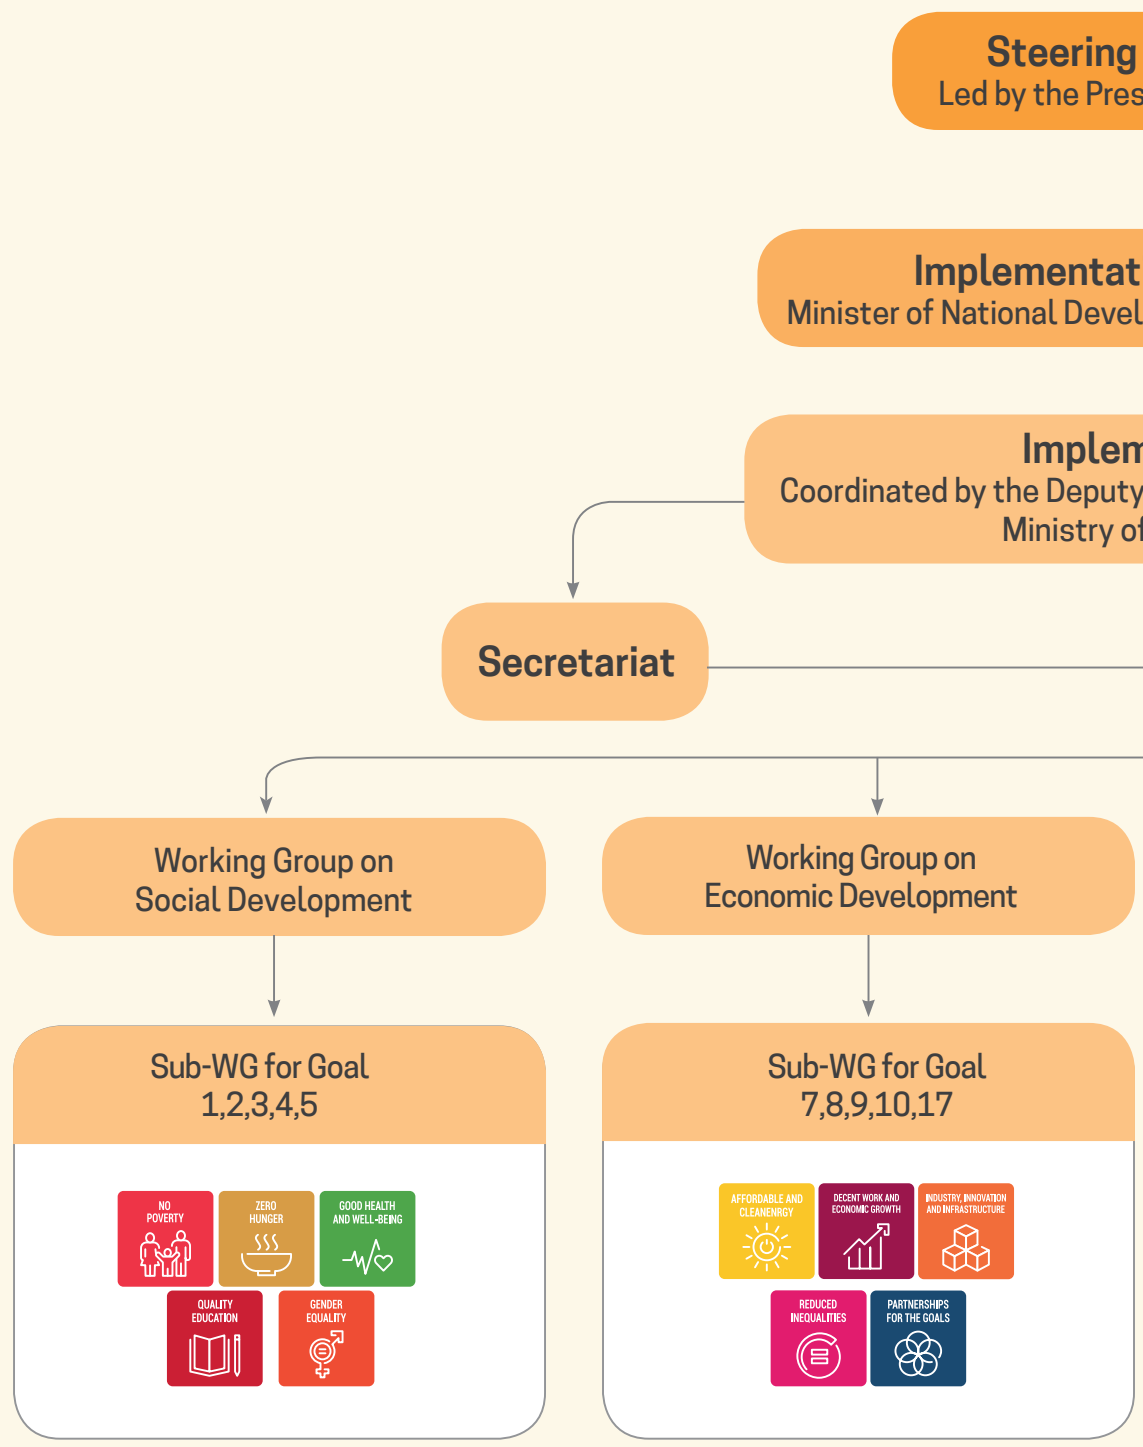 Steering
Led by the Pres
Implementat
Minister of National Devel
Implem
Coordinated by the Deputy
Ministry of
Secretariat
Working Group on
Social Development
Working Group on
Economic Development
Sub-WG for Goal
1,2,3,4,5
Sub-WG for Goal
7,8,9,10,17
NO
POVERTY
ZERO
HUNGER
GOOD HEALTH
AND WELL-BEING
QUALITY
EDUCATION
GENDER
EQUALITY
AFFORDABLE AND
CLEANENRGY
DECENT WORK AND
ECONOMIC GROWTH
INDUSTRY, INNOVATION
AND INFRASTRUCTURE
REDUCED
INEQUALITIES
PARTNERSHIPS
FOR THE GOALS